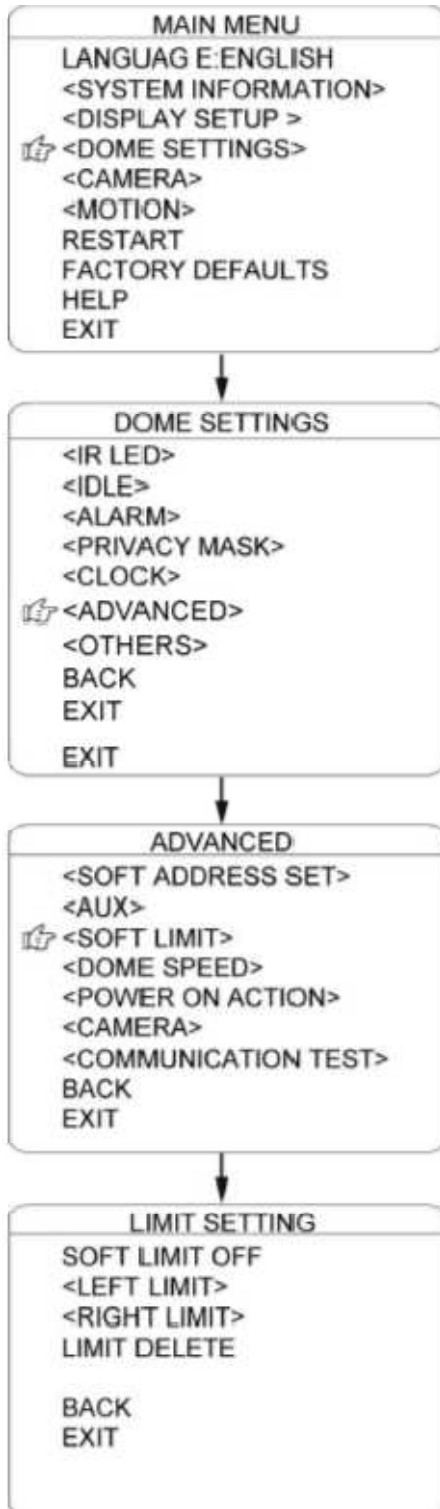 MAIN MENU
LANGUAG E:ENGLISH
<SYSTEM INFORMATION>
<DISPLAY SETUP >
<DOME SETTINGS>
<CAMERA>
<MOTION>
RESTART
FACTORY DEFAULTS
HELP
EXIT
DOME SETTINGS
<IR LED>
<IDLE>
<ALARM>
<PRIVACY MASK>
<CLOCK>
<ADVANCED>
<OTHERS>
BACK
EXIT
EXIT
ADVANCED
<SOFT ADDRESS SET>
<AUX>
<SOFT LIMIT>
<DOME SPEED>
<POWER ON ACTION>
<CAMERA>
<COMMUNICATION TEST>
BACK
EXIT
LIMIT SETTING
SOFT LIMIT OFF
<LEFT LIMIT>
<RIGHT LIMIT>
LIMIT DELETE
BACK
EXIT